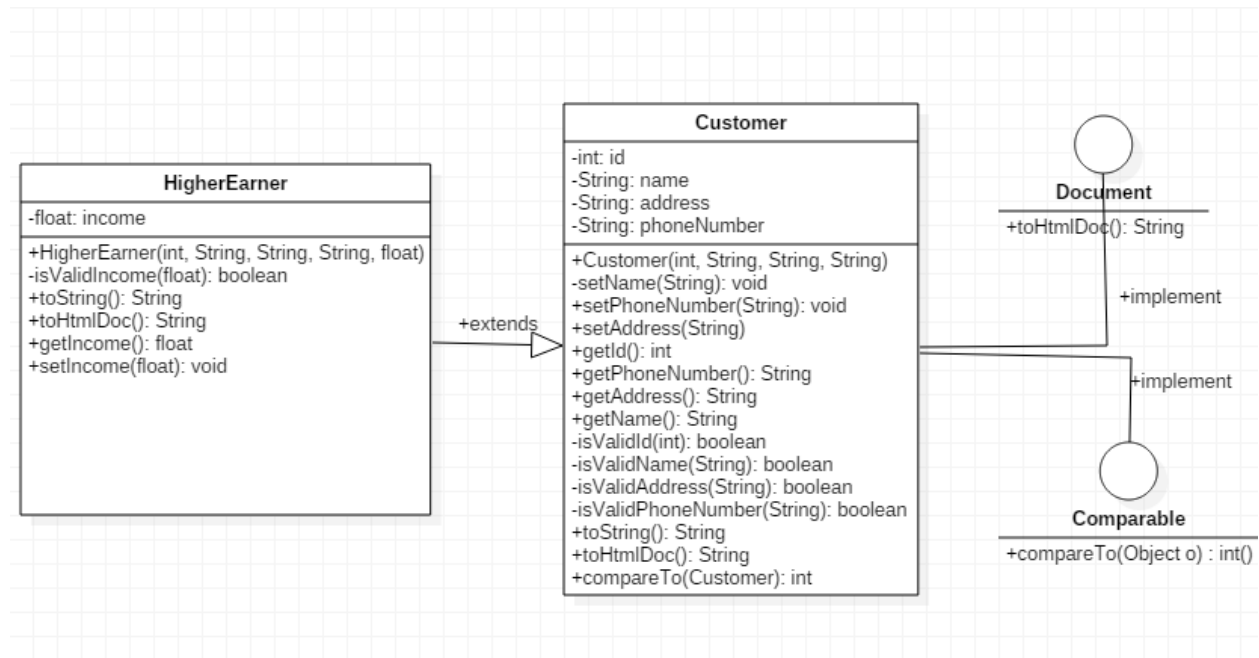 HigherEarner
-float: income
+HigherEarner(int, String, String, String, float)
-isValidIncome(float): boolean
+toString(): String
+toHtmlDoc(): String
+getIncome(): float
+setIncome(float): void
+extends
Customer
-int: id
-String: name
-String: address
-String: phoneNumber
+Customer(int, String, String, String)
-setName(String): void
+setPhoneNumber(String): void
+setAddress(String)
+getId(): int
+getPhoneNumber(): String
+getAddress(): String
+getName(): String
-isValidId(int): boolean
-isValidName(String): boolean
-isValidAddress(String): boolean
-isValidPhoneNumber(String): boolean
+toString(): String
+toHtmlDoc(): String
+compareTo(Customer): int
Document
+toHtmlDoc(): String
+implement
+implement
Comparable
+compareTo(Object o) : int()